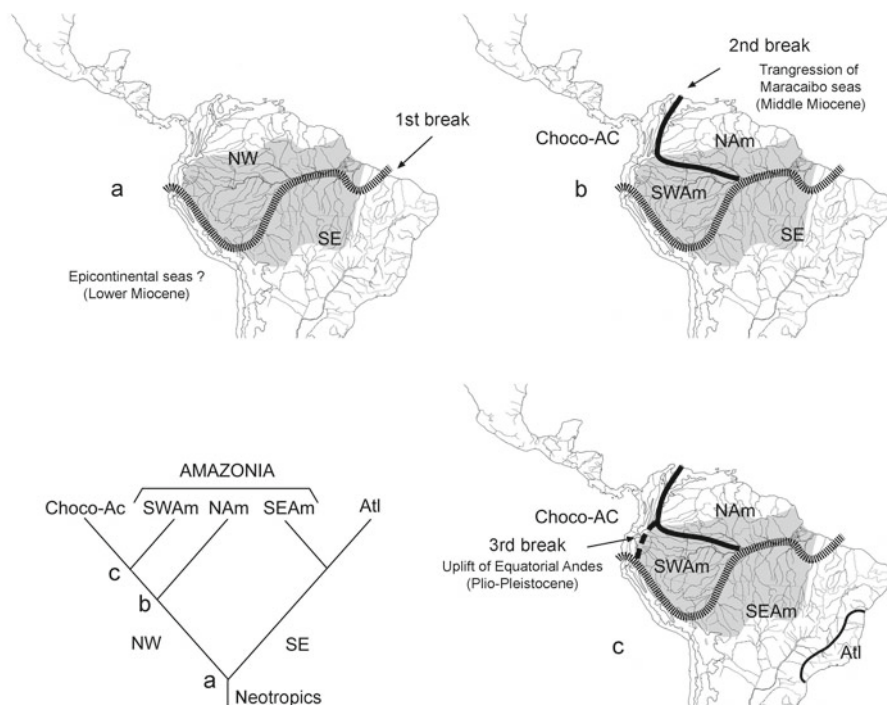 1st break
NW
a
SE
Epicontinental seas ?
(Lower Miocene)
2nd break
Trangression of
Maracaibo seas
(Middle Miocene)
Choco-AC
NAm
b
SWAm
SE
AMAZONIA
Choco-Ac
SWAm
NAm
SEAm
Atl
c
b
NW
SE
a
Neotropics
Choco-AC
NAm
3rd break
Uplift of Equatorial Andes
(Plio-Pleistocene)
SWAm
SEAm
c
Atl